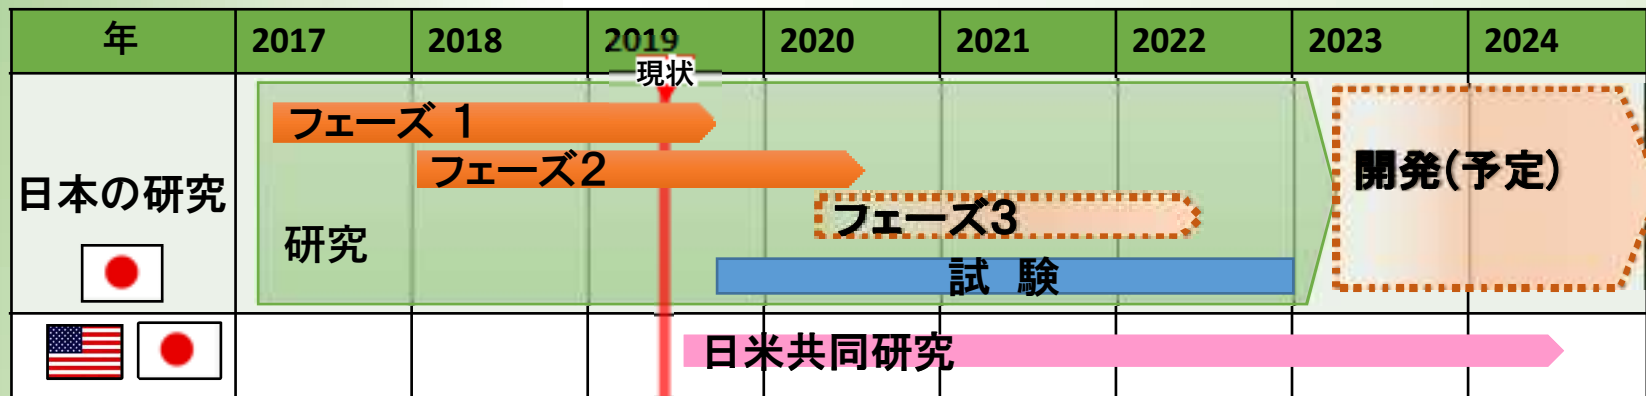 年 2017 2018 2019 2020 2021 2022 2023 2024
現状
フェーズ 1
フェーズ2
フェーズ3
開発(予定)
日本の研究
研究
試 験
日米共同研究